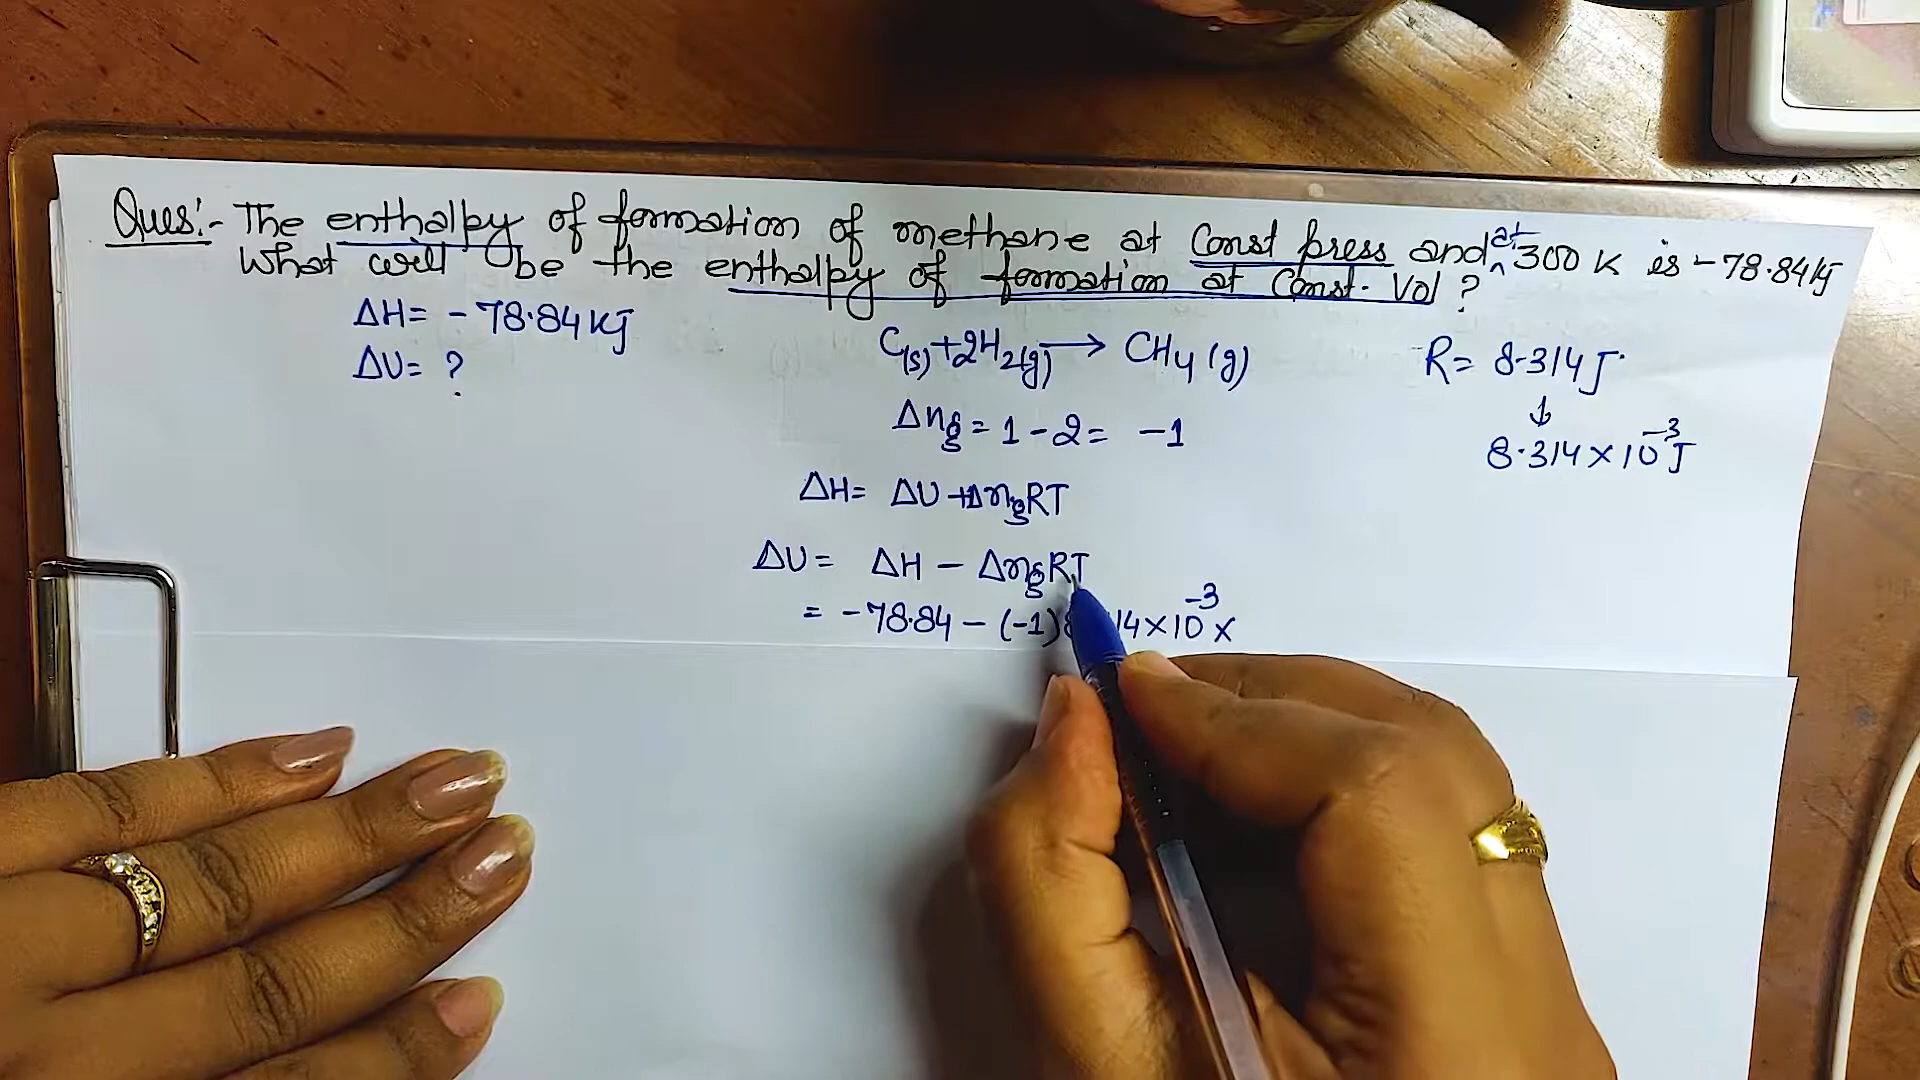 Ques:- The enthalpy of formation of methane at Const press and at 300 K is - 78.84 kJ
What will be the enthalpy of formation at Const. Vol ?
ΔH = - 78.84 kJ
ΔU = ?
C(s) + 2H2(g) → CH4 (g)
Δng = 1 - 2 = -1
ΔH = ΔU + ΔngRT
ΔU = ΔH - ΔngRT
= -78.84 - (-1) 14 × 10^-3 ×
R = 8.314 J
↓
8.314 × 10^-3 J